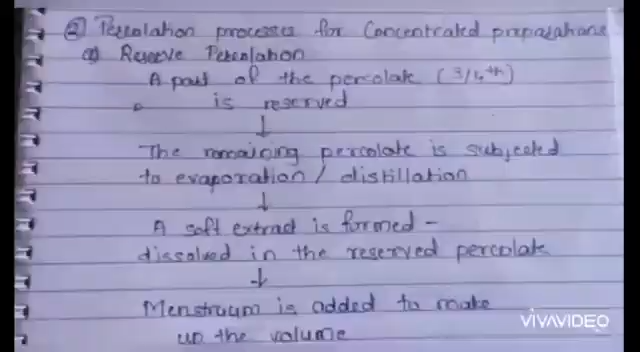 ② Percolation processes for Concentrated preparations
a) Reserve Percolation
A part of the percolate (3/4th)
is reserved
↓
The remaining percolate is subjected
to evaporation / distillation
↓
A soft extract is formed -
dissolved in the reserved percolate
↓
Menstruum is added to make
up the volume
VIVAVIDEO